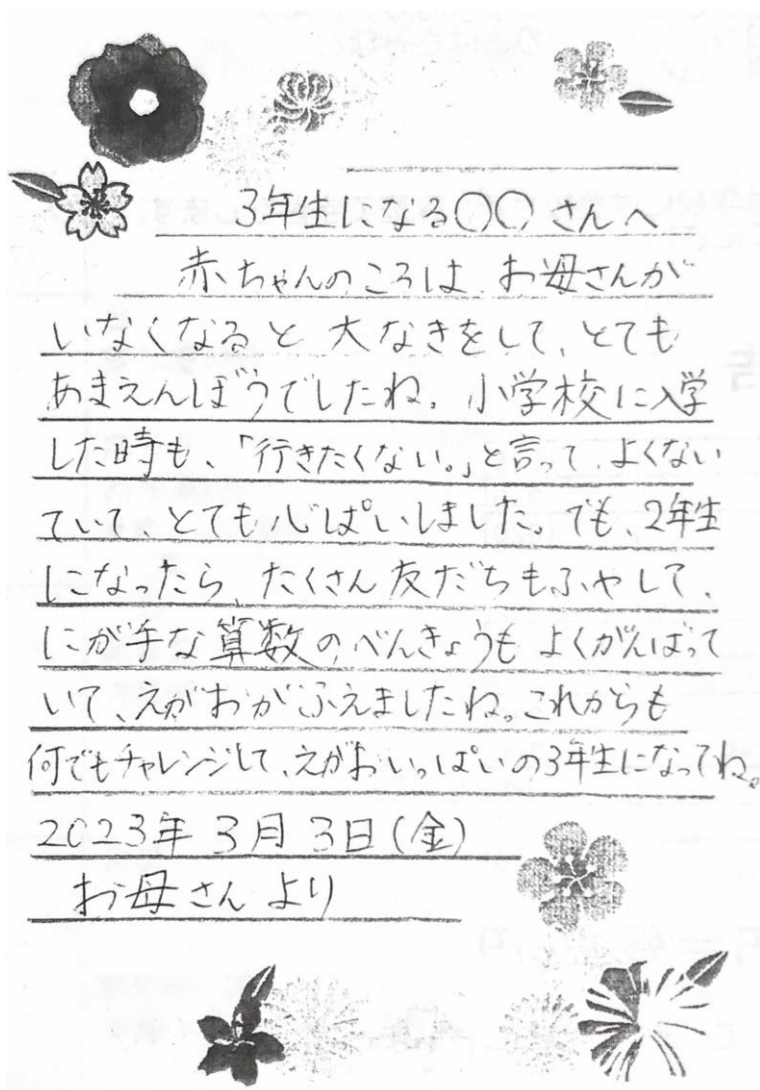 3年生になる○○さんへ
赤ちゃんのころは、お母さんが
いなくなると大なきをして、とても
あまえんぼうでしたね。小学校に入学
した時も、「行きたくない。」と言って、よくない
ていて、とても心ぱいしました。でも、2年生
になったら、たくさん友だちもふやして、
にが手な算数のべんきょうもよくがんばって
いて、えがおがふえましたね。これからも
何でもチャレンジして、えがおいっぱいの3年生になってね。
2023年3月3日(金)
お母さんより